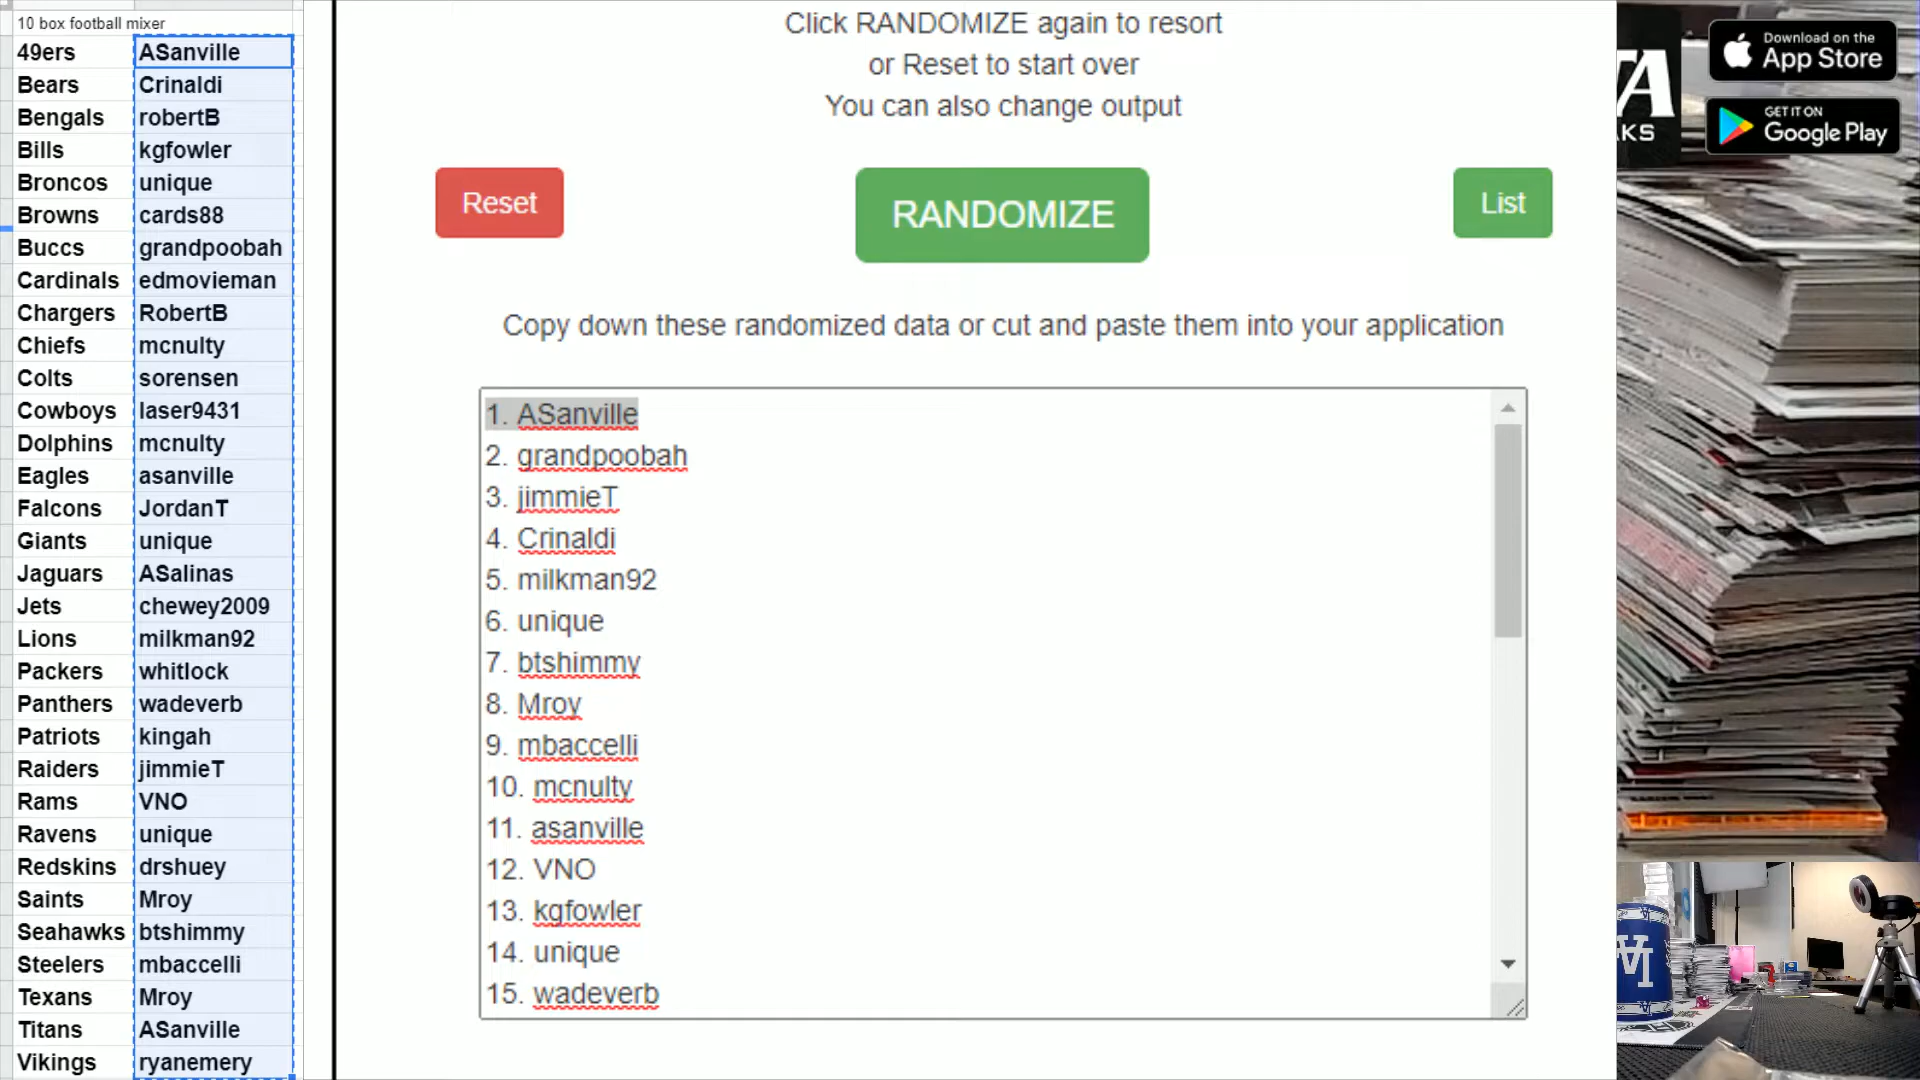 10 box football mixer
49ers ASanville
Bears Crinaldi
Bengals robertB
Bills kgfowler
Broncos unique
Browns cards88
Buccs grandpoobah
Cardinals edmovieman
Chargers RobertB
Chiefs mcnulty
Colts sorensen
Cowboys laser9431
Dolphins mcnulty
Eagles asanville
Falcons JordanT
Giants unique
Jaguars ASalinas
Jets chewey2009
Lions milkman92
Packers whitlock
Panthers wadeverb
Patriots kingah
Raiders jimmieT
Rams VNO
Ravens unique
Redskins drshuey
Saints Mroy
Seahawks btshimmy
Steelers mbaccelli
Texans Mroy
Titans ASanville
Vikings ryanemery
Click RANDOMIZE again to resort
or Reset to start over
You can also change output
Reset
RANDOMIZE
List
Copy down these randomized data or cut and paste them into your application
1. ASanville
2. grandpoobah
3. jimmieT
4. Crinaldi
5. milkman92
6. unique
7. btshimmy
8. Mroy
9. mbaccelli
10. mcnulty
11. asanville
12. VNO
13. kgfowler
14. unique
15. wadeverb
Download on the
App Store
GET IT ON
Google Play